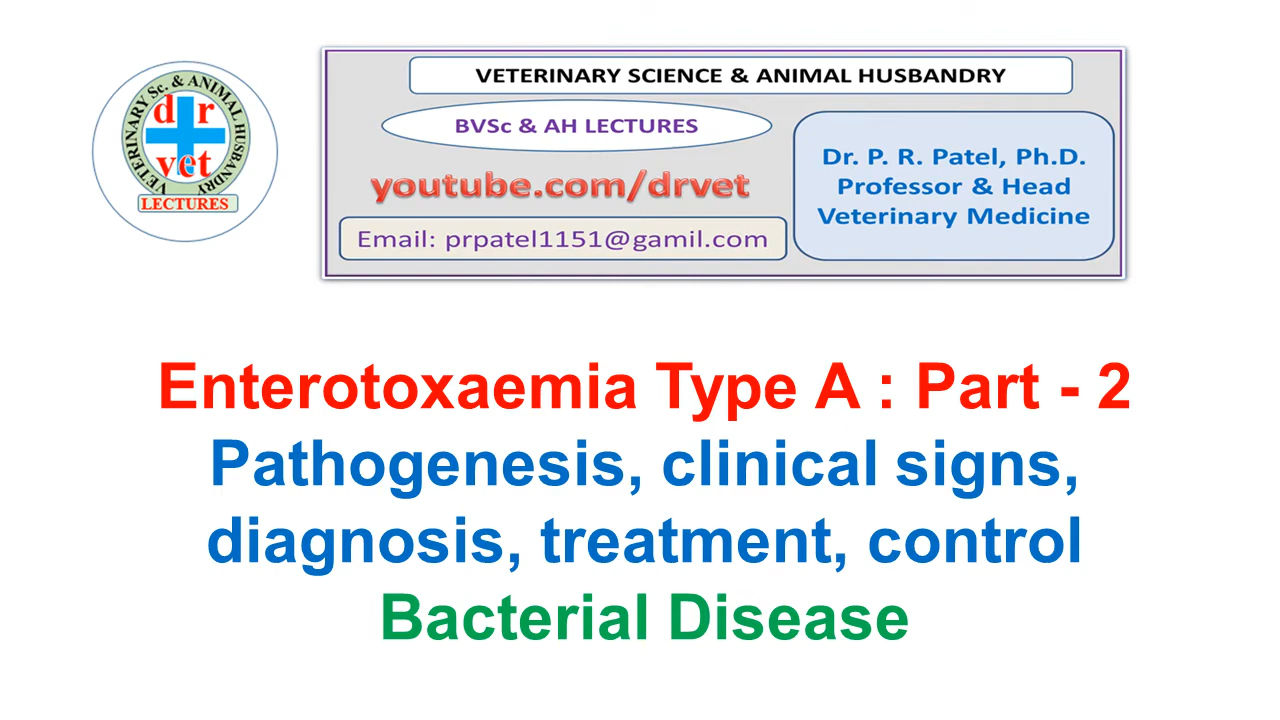 VETERINARY Sc. & ANIMAL HUSBANDRY
d r
vet
LECTURES
VETERINARY SCIENCE & ANIMAL HUSBANDRY
BVSc & AH LECTURES
youtube.com/drvet
Email: prpatel1151@gamil.com
Dr. P. R. Patel, Ph.D.
Professor & Head
Veterinary Medicine
Enterotoxaemia Type A : Part - 2
Pathogenesis, clinical signs,
diagnosis, treatment, control
Bacterial Disease